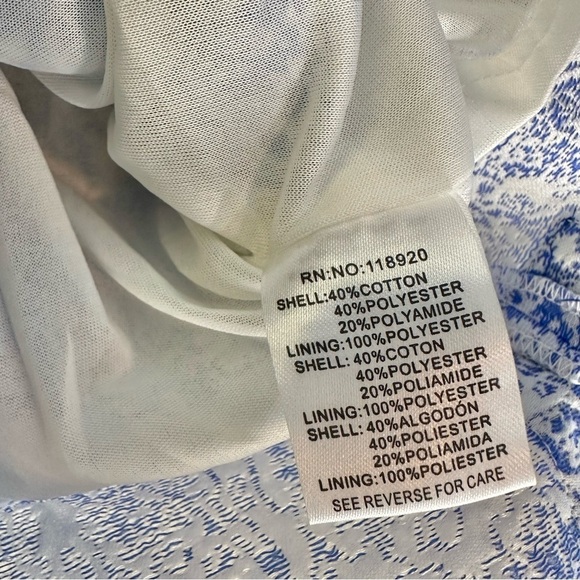 RN:NO:118920
SHELL:40%COTTON
40%POLYESTER
20%POLYAMIDE
LINING:100%POLYESTER
SHELL: 40%COTON
40%POLYESTER
20%POLIAMIDE
LINING:100%POLYESTER
SHELL: 40%ALGODÓN
40%POLIESTER
20%POLIAMIDA
LINING:100%POLIESTER
SEE REVERSE FOR CARE